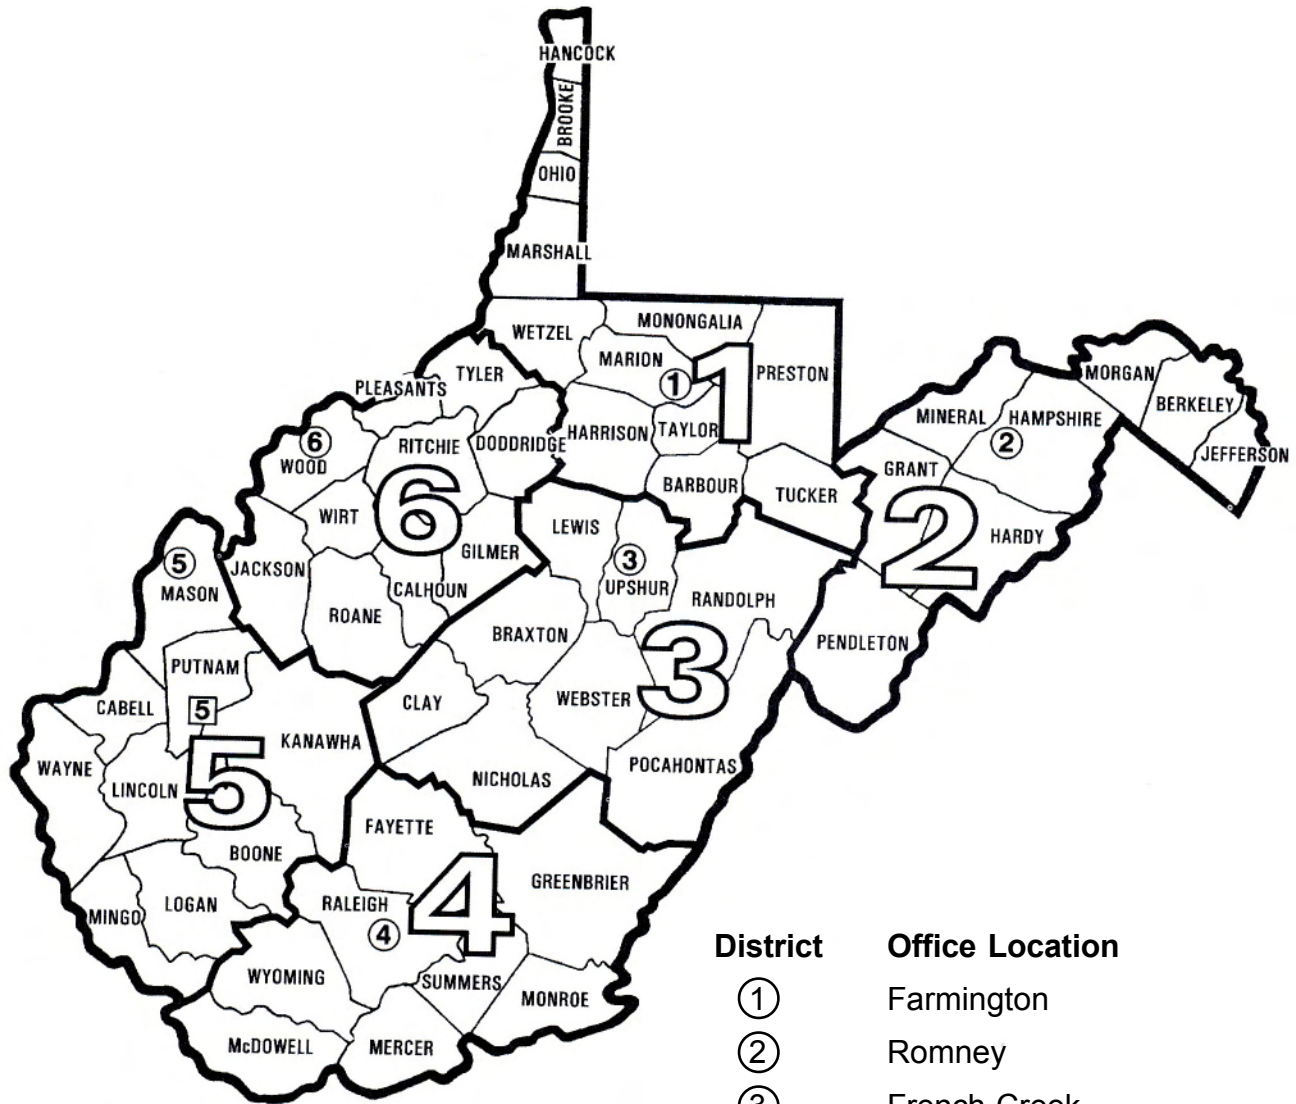 HANCOCK
BROOKE
OHIO
MARSHALL
WETZEL
MONONGALIA
MARION
1
1
PRESTON
TYLER
PLEASANTS
HARRISON
TAYLOR
DODDRIDGE
RITCHIE
6
WOOD
6
BARBOUR
TUCKER
WIRT
GILMER
CALHOUN
JACKSON
ROANE
MORGAN
BERKELEY
JEFFERSON
MINERAL
HAMPSHIRE
2
GRANT
2
HARDY
PENDLETON
LEWIS
3
UPSHUR
RANDOLPH
BRAXTON
3
WEBSTER
CLAY
NICHOLAS
POCAHONTAS
5
MASON
PUTNAM
CABELL
5
KANAWHA
WAYNE
LINCOLN
5
BOONE
LOGAN
MINGO
FAYETTE
4
GREENBRIER
RALEIGH
4
WYOMING
SUMMERS
MONROE
McDOWELL
MERCER
District Office Location
1 Farmington
2 Romney
3 French Creek